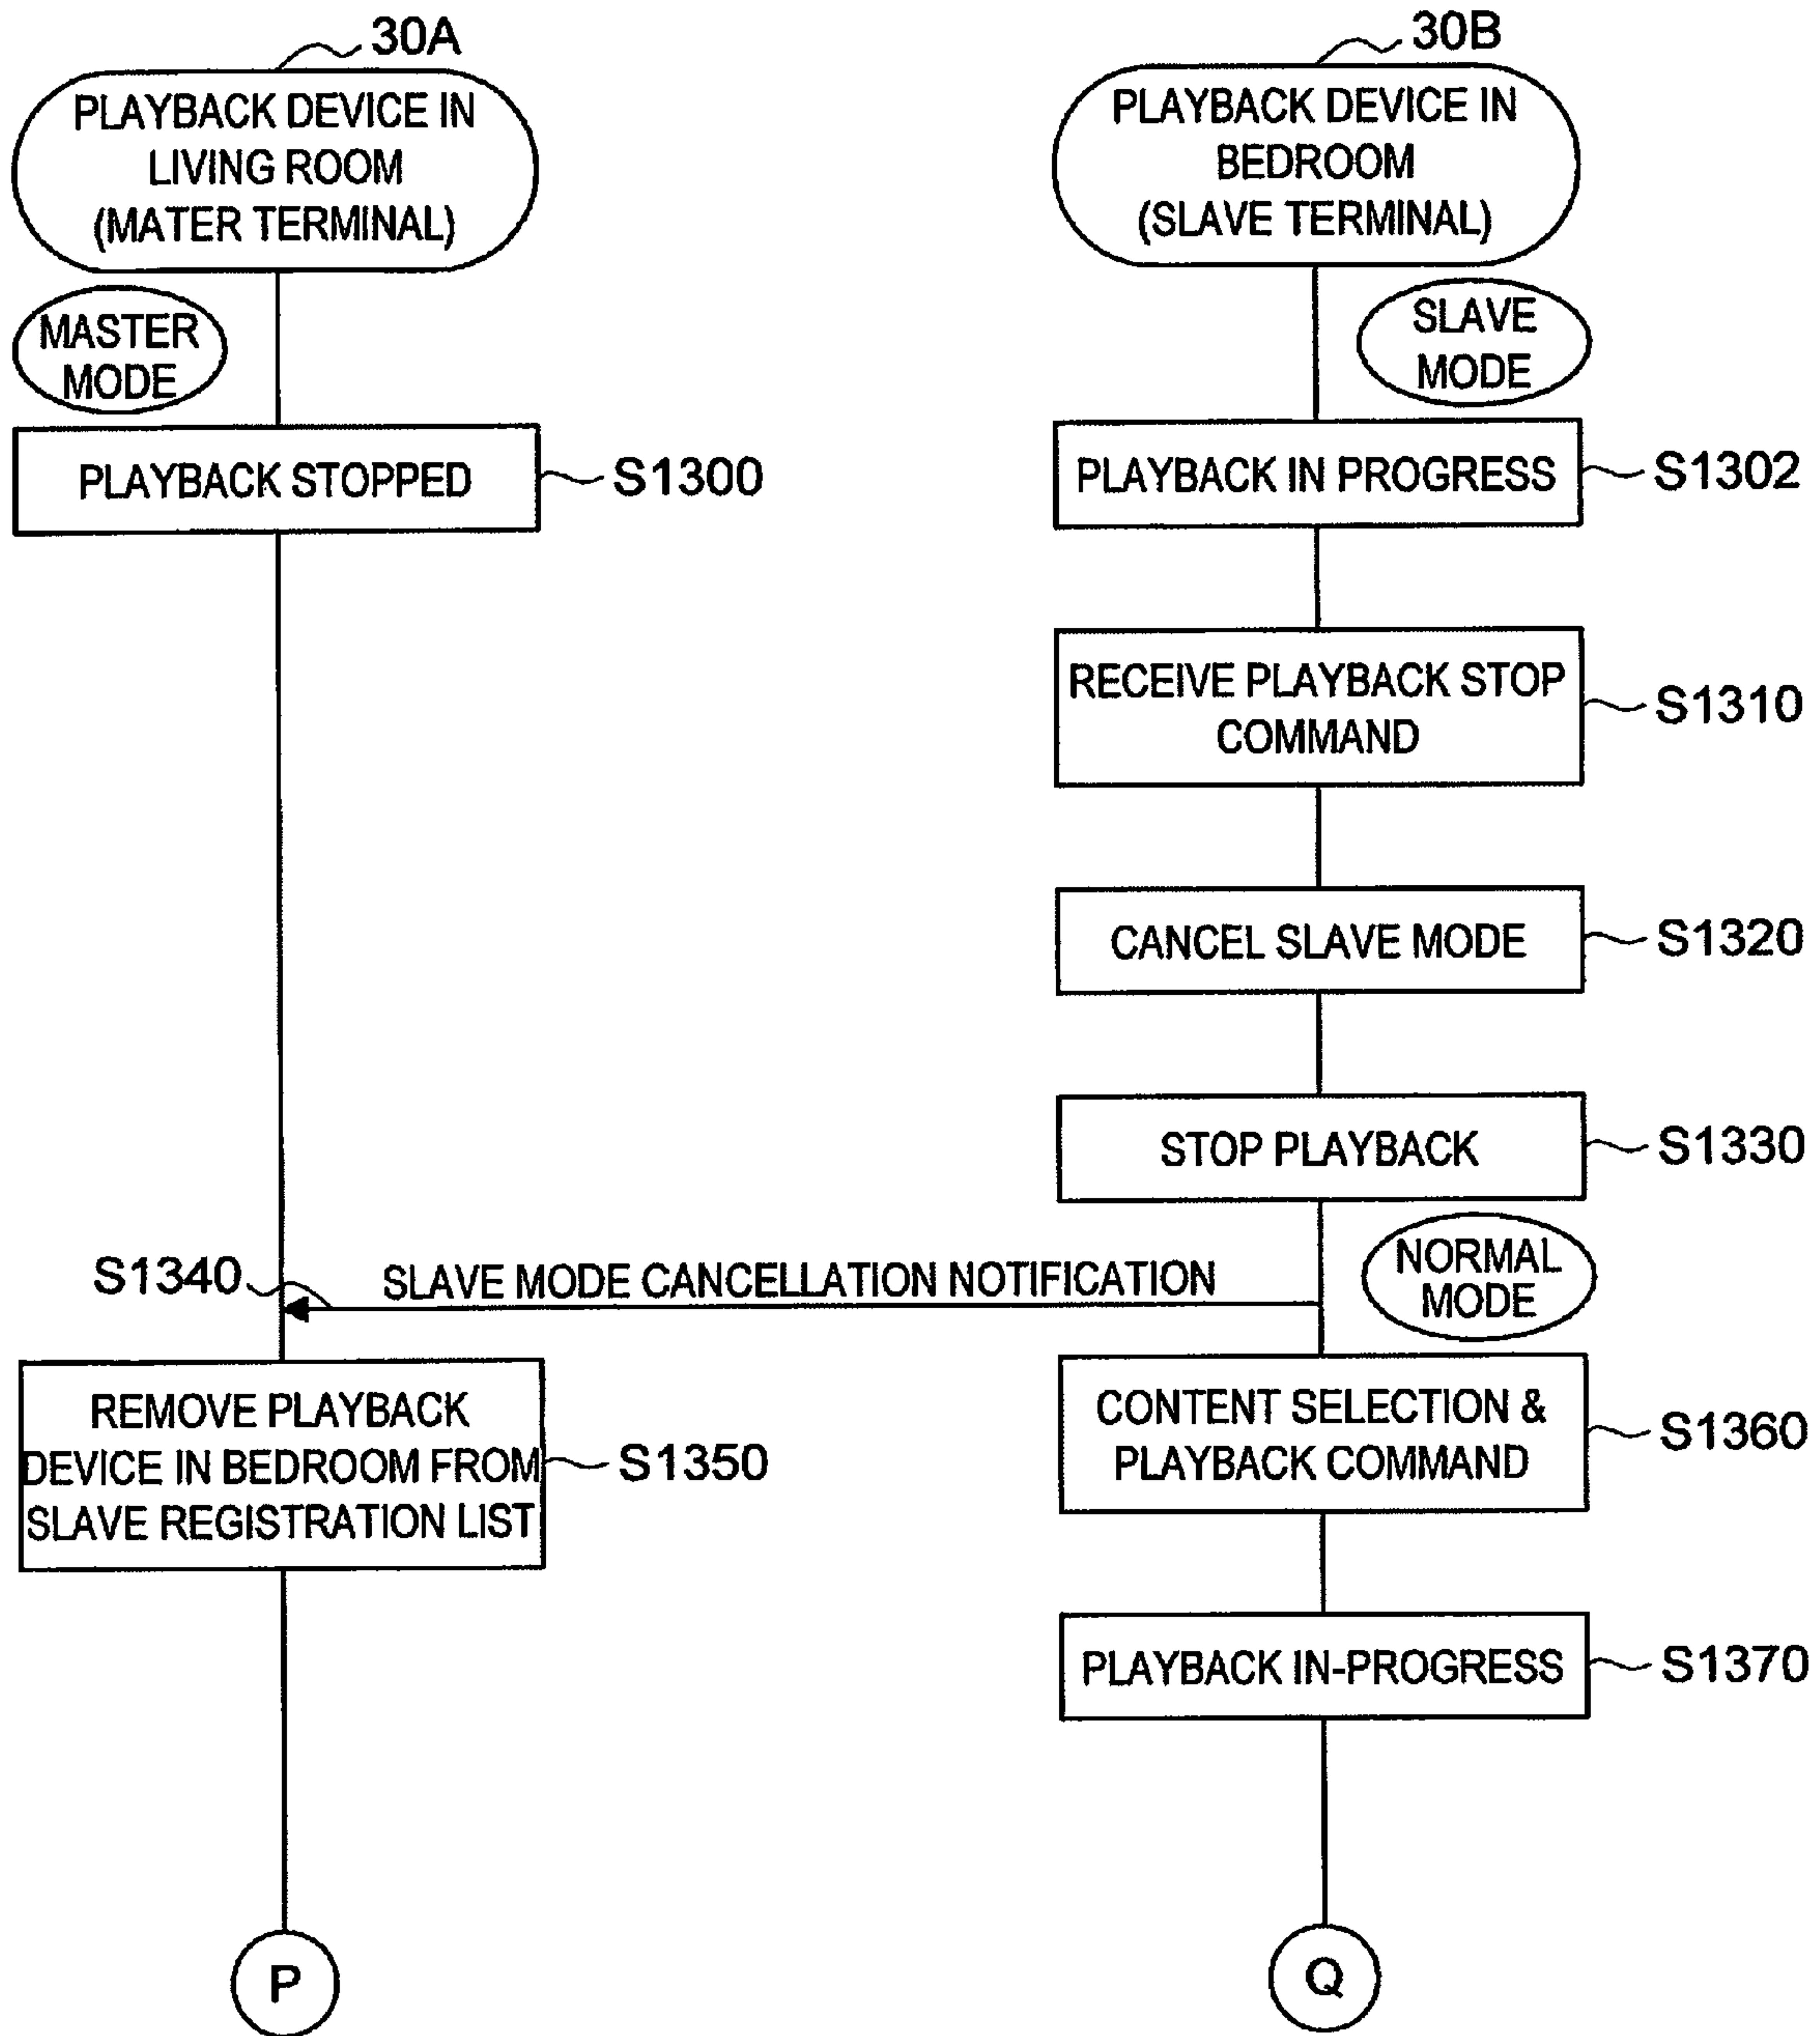 30A
PLAYBACK DEVICE IN
LIVING ROOM
(MATER TERMINAL)
30B
PLAYBACK DEVICE IN
BEDROOM
(SLAVE TERMINAL)
MASTER
MODE
SLAVE
MODE
PLAYBACK STOPPED
S1300
PLAYBACK IN PROGRESS
S1302
RECEIVE PLAYBACK STOP
COMMAND
S1310
CANCEL SLAVE MODE
S1320
STOP PLAYBACK
S1330
NORMAL
MODE
S1340
SLAVE MODE CANCELLATION NOTIFICATION
REMOVE PLAYBACK
DEVICE IN BEDROOM FROM
SLAVE REGISTRATION LIST
S1350
CONTENT SELECTION &
PLAYBACK COMMAND
S1360
PLAYBACK IN-PROGRESS
S1370
P
Q